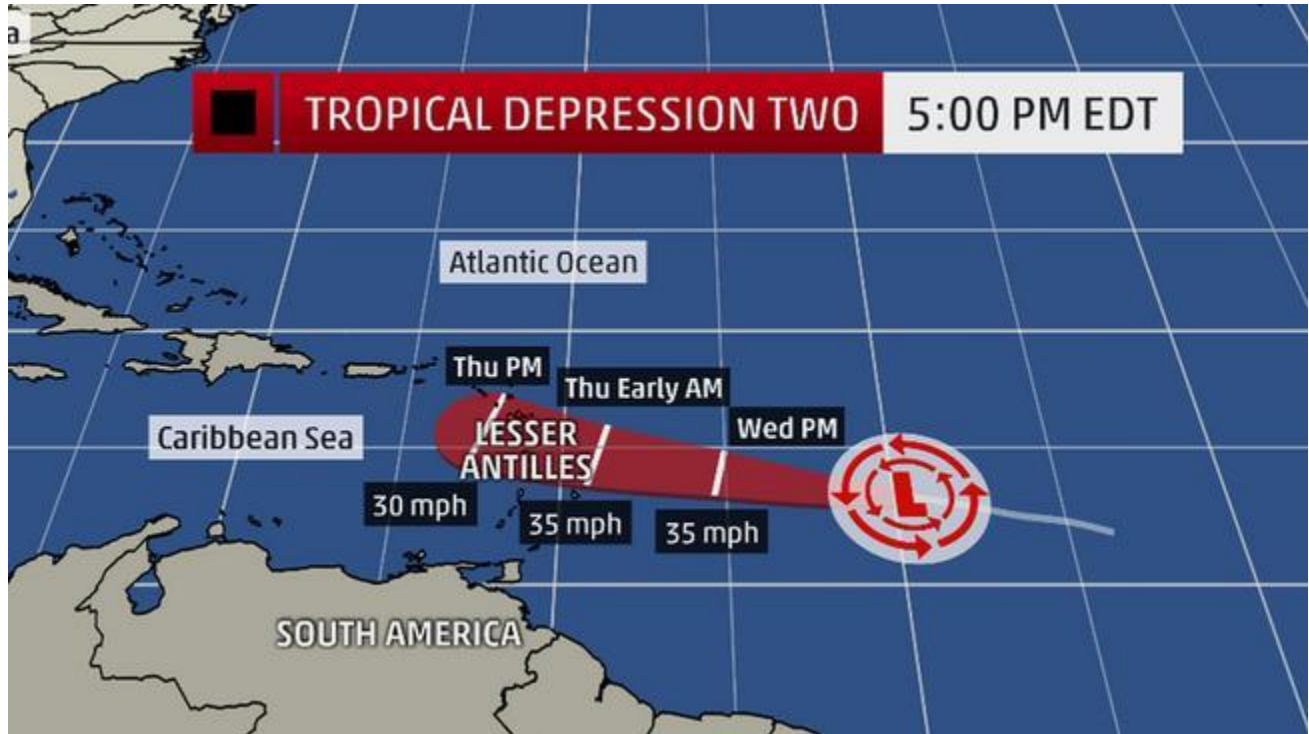 a
TROPICAL DEPRESSION TWO
5:00 PM EDT
Atlantic Ocean
Thu PM
Thu Early AM
Wed PM
Caribbean Sea
LESSER
ANTILLES
L
30 mph
35 mph
35 mph
SOUTH AMERICA